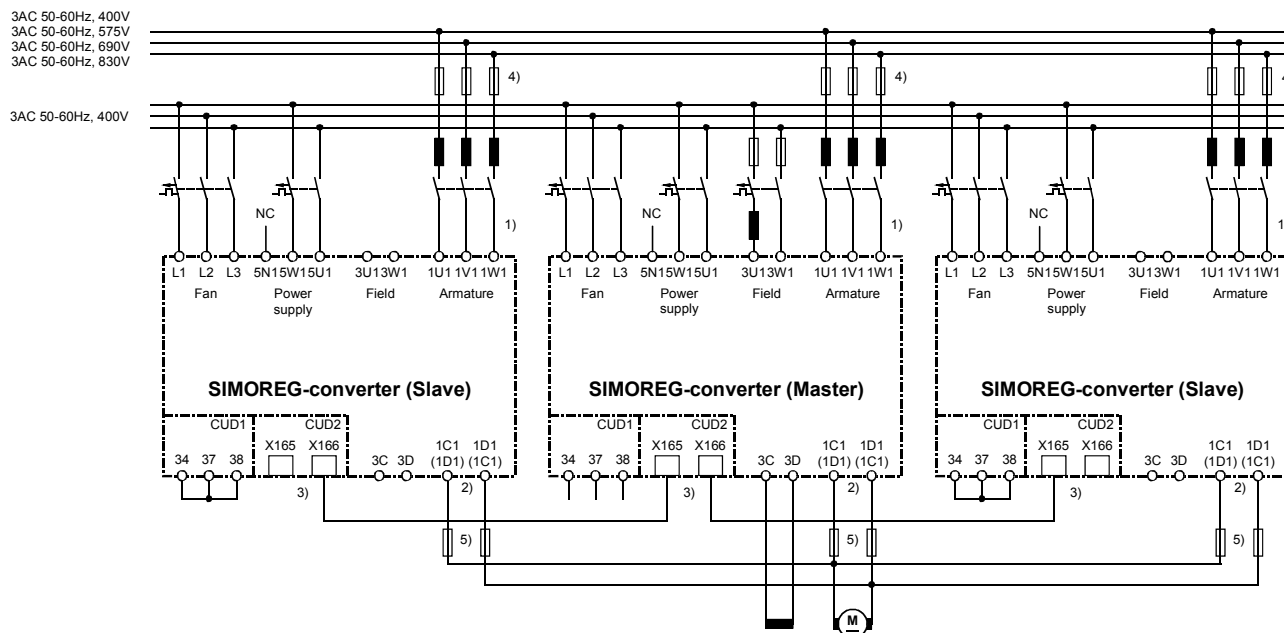 3AC 50-60Hz, 400V
3AC 50-60Hz, 575V
3AC 50-60Hz, 690V
3AC 50-60Hz, 830V
4) 4) 4
3AC 50-60Hz, 400V
NC NC NC
1) 1) 1
L1 L2 L3 5N1 5W1 5U1 3U1 3W1 1U1 1V1 1W1
Fan Power supply Field Armature
L1 L2 L3 5N1 5W1 5U1 3U1 3W1 1U1 1V1 1W1
Fan Power supply Field Armature
L1 L2 L3 5N1 5W1 5U1 3U1 3W1 1U1 1V1 1W1
Fan Power supply Field Armature
SIMOREG-converter (Slave)
SIMOREG-converter (Master)
SIMOREG-converter (Slave)
CUD1 CUD2
X165 X166 1C1 1D1
34 37 38 3C 3D (1D1) (1C1)
3) 2)
CUD1 CUD2
X165 X166 1C1 1D1
34 37 38 3C 3D (1D1) (1C1)
3) 2)
CUD1 CUD2
X165 X166 1C1 1D1
34 37 38 3C 3D (1D1) (1C1)
3) 2)
5) 5) 5)
M